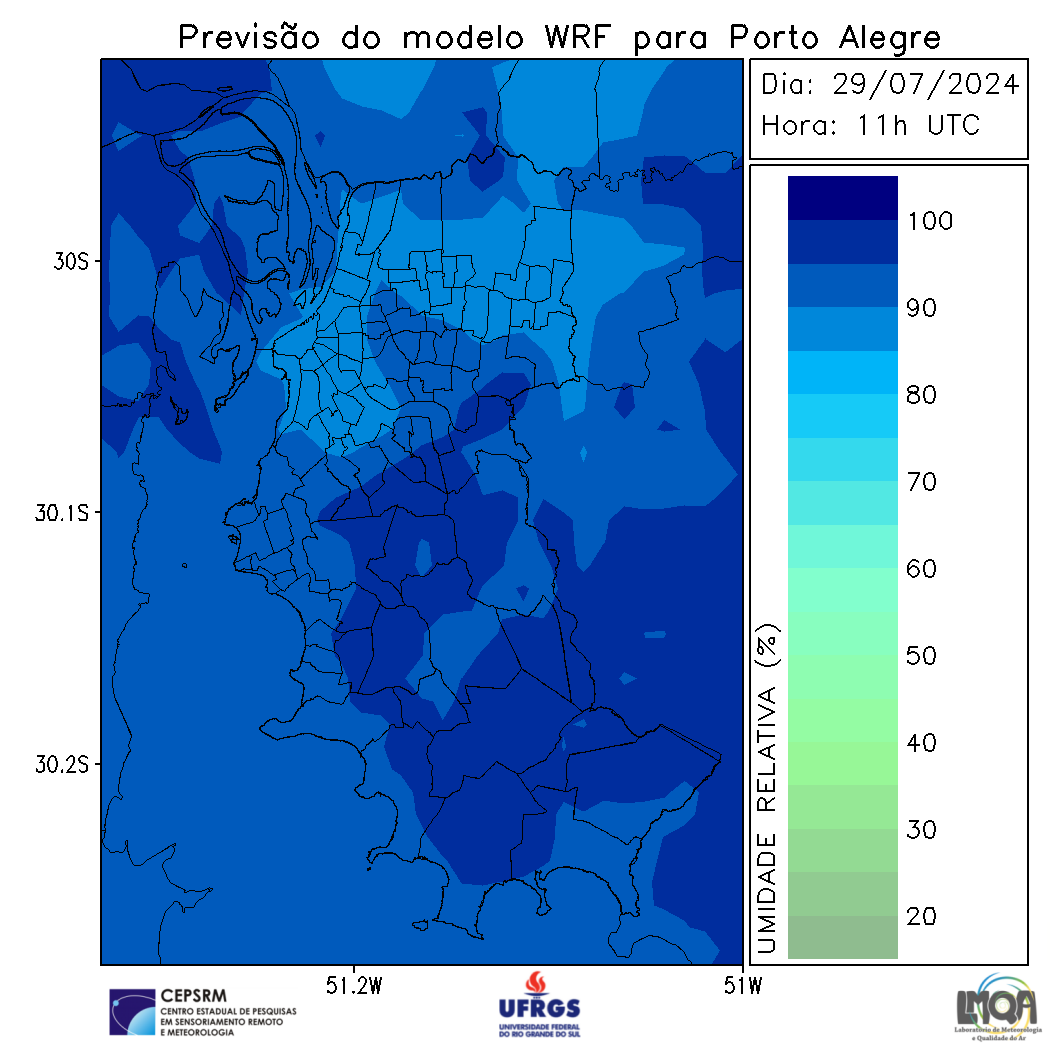 Previsão do modelo WRF para Porto Alegre
Dia: 29/07/2024
Hora: 11h UTC
30S
30.1S
30.2S
51.2W
51W
100
90
80
70
60
50
40
30
20
UMIDADE RELATIVA (%)
CEPSRM
CENTRO ESTADUAL DE PESQUISAS
EM SENSORIAMENTO REMOTO
E METEOROLOGIA
UFRGS
UNIVERSIDADE FEDERAL
DO RIO GRANDE DO SUL
LMQA
Laboratório de Meteorologia
e Qualidade do Ar